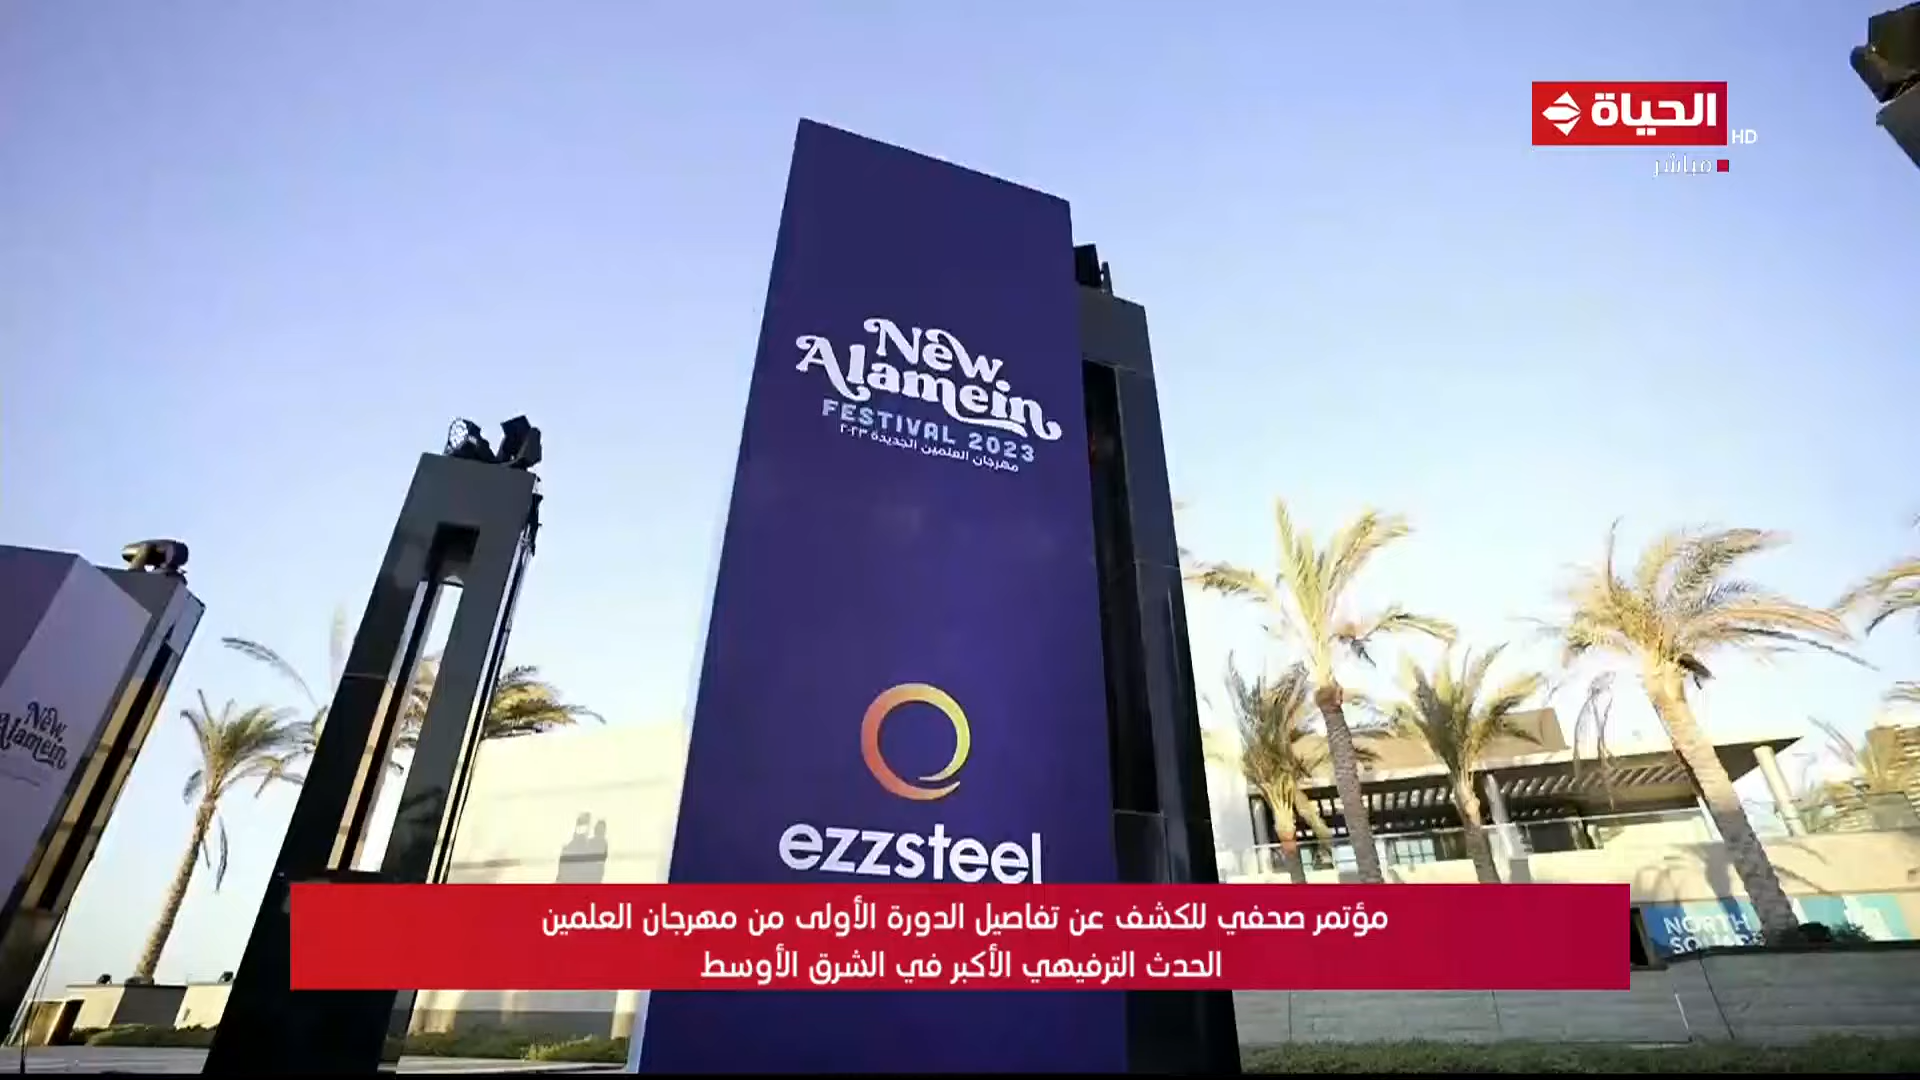 الحياة
HD
مباشر
New
Alamein
FESTIVAL 2023
مهرجان العلمين الجديدة ٢٠٢٣
New
Alamein
ezzsteel
NORTH
SQUARE
مؤتمر صحفي للكشف عن تفاصيل الدورة الأولى من مهرجان العلمين
الحدث الترفيهي الأكبر في الشرق الأوسط